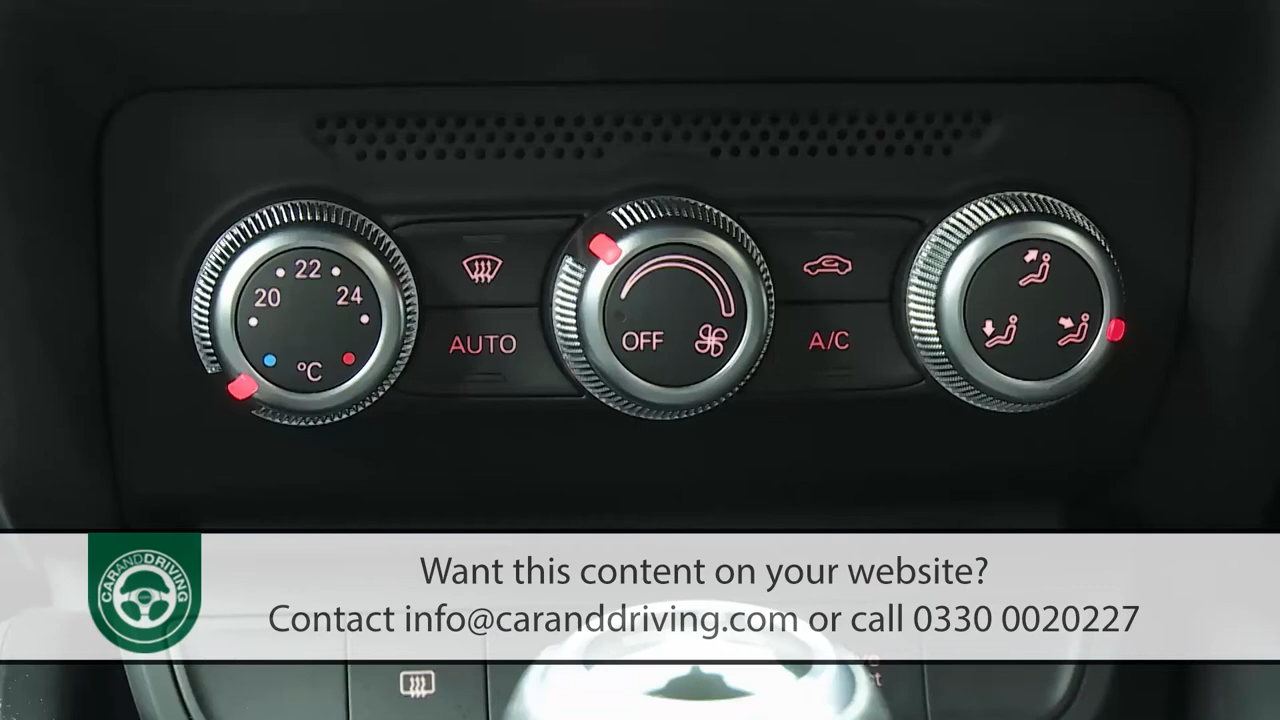 22
20
24
°C
AUTO
OFF
A/C
CARANDDRIVING
Want this content on your website?
Contact info@caranddriving.com or call 0330 0020227